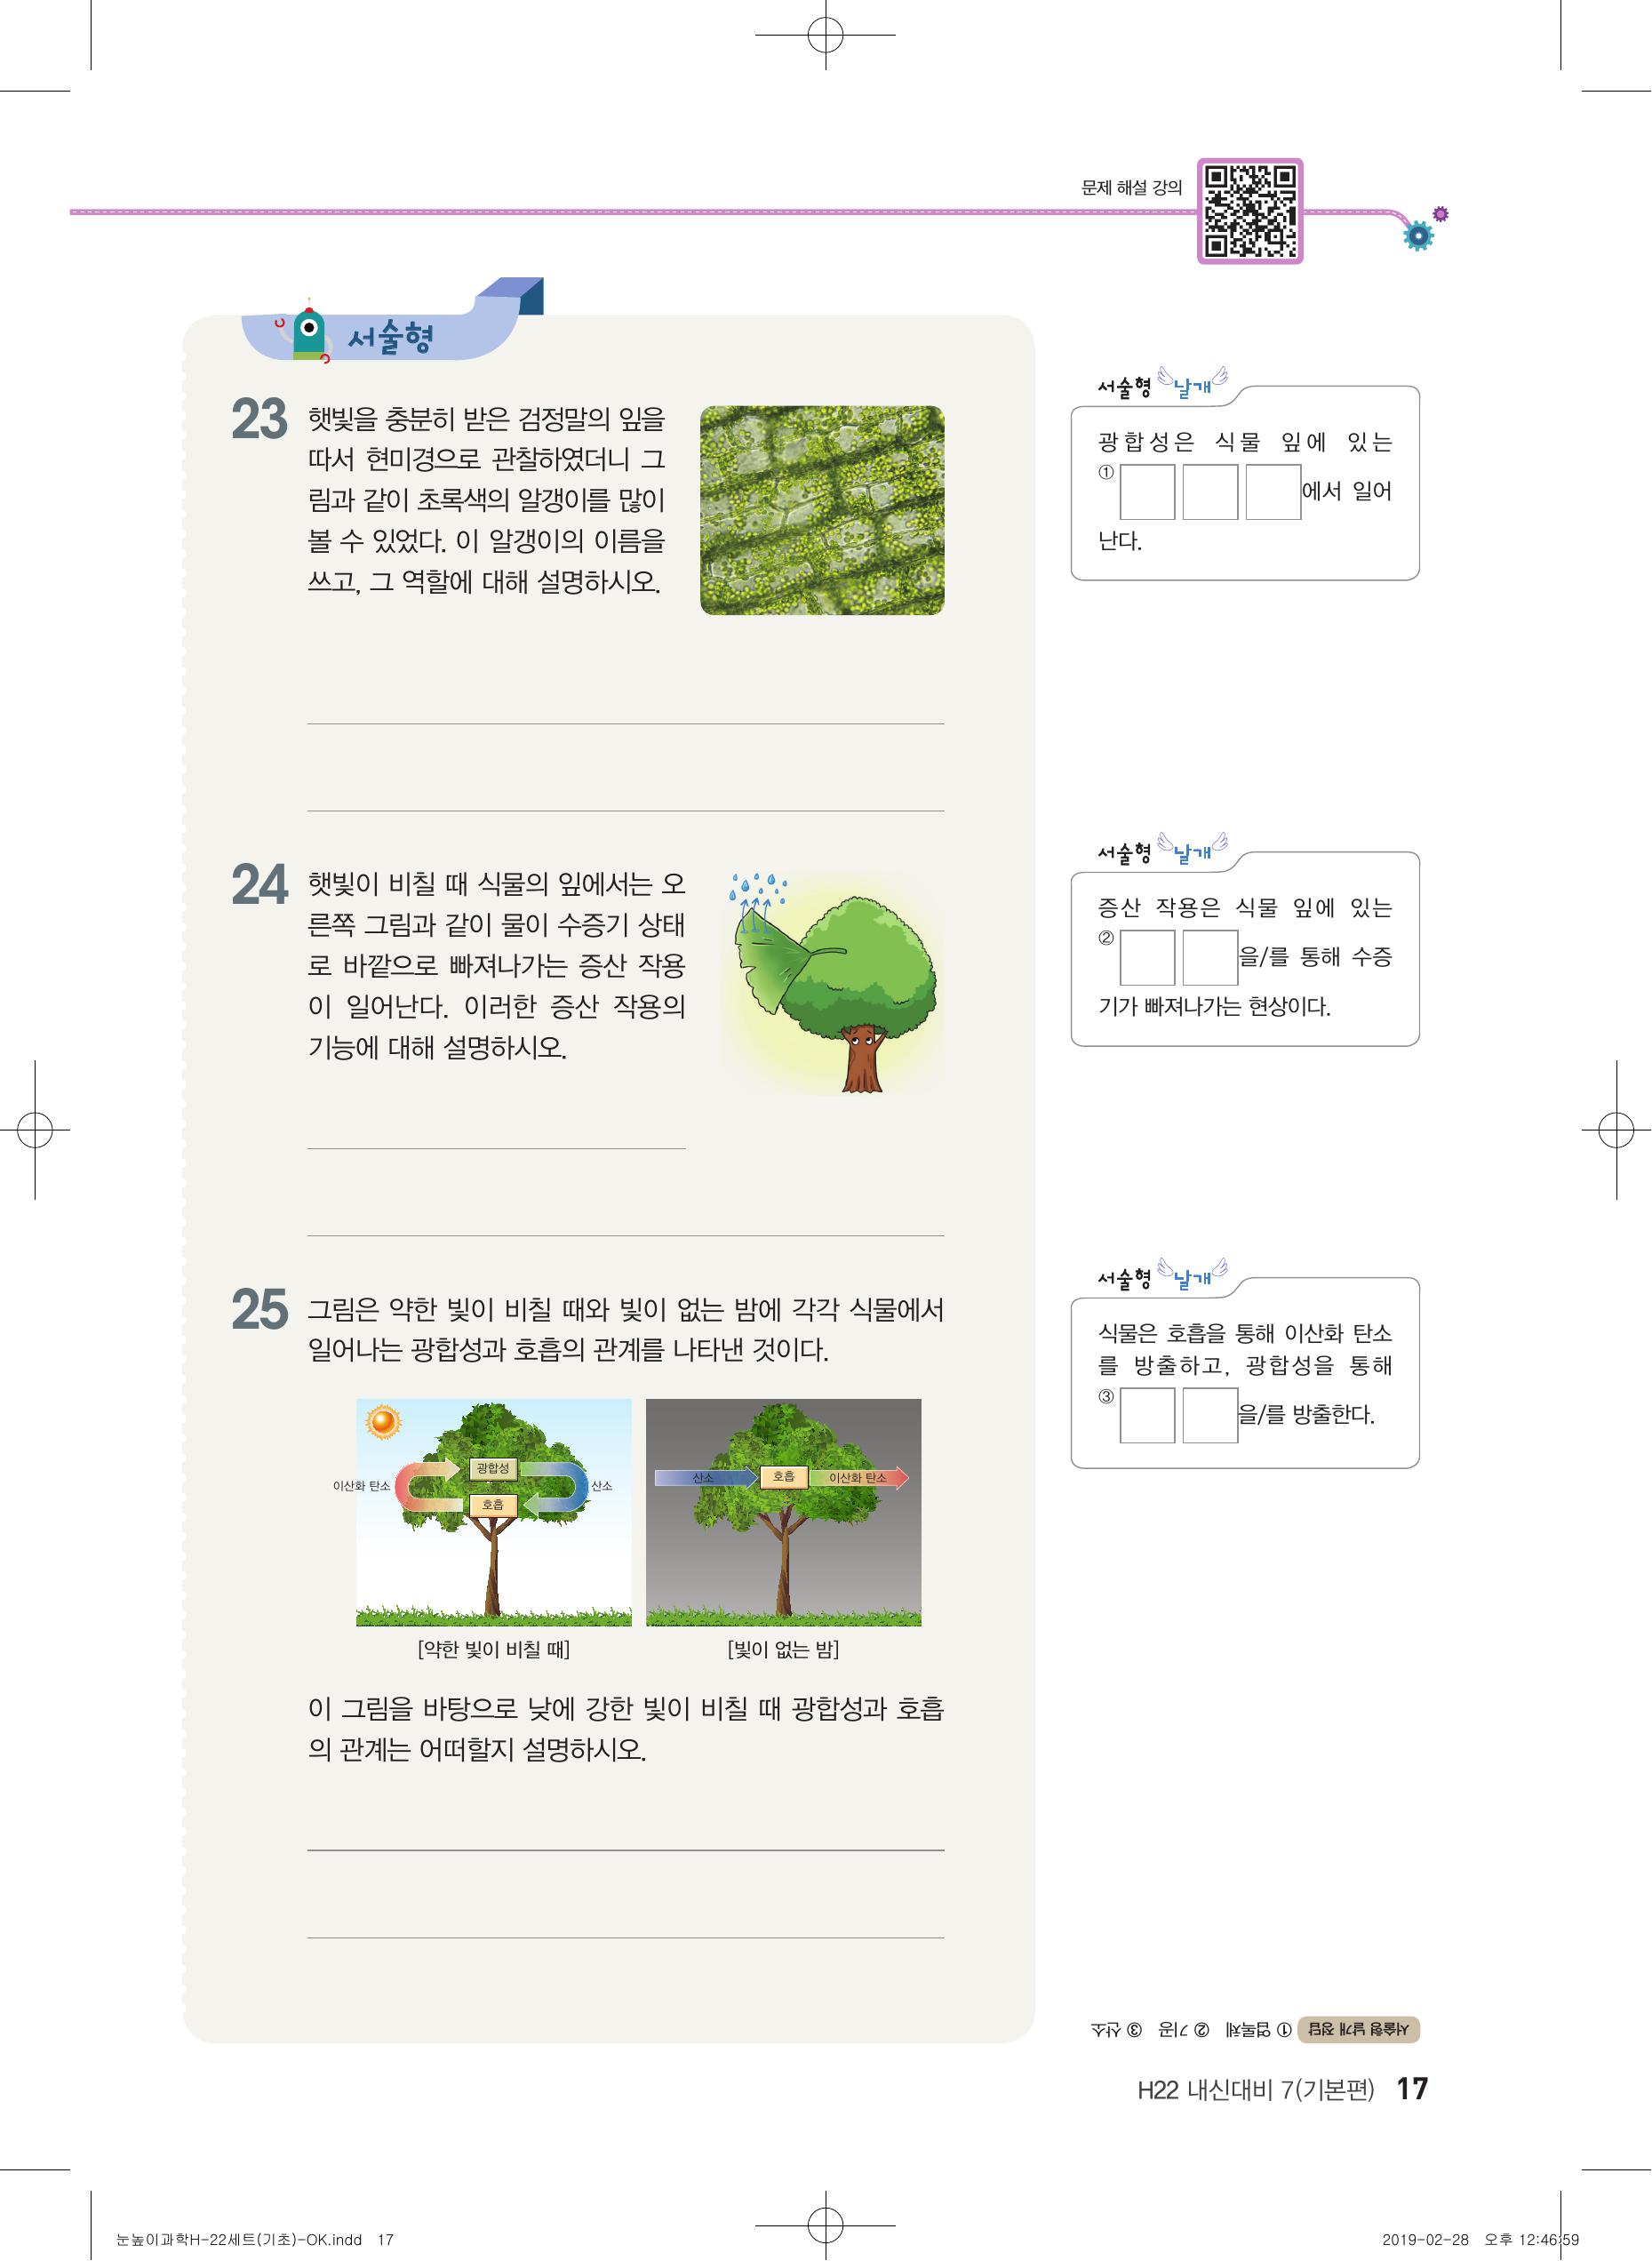 문제 해설 강의
서술형
23 햇빛을 충분히 받은 검정말의 잎을
따서 현미경으로 관찰하였더니 그
림과 같이 초록색의 알갱이를 많이
볼 수 있었다. 이 알갱이의 이름을
쓰고, 그 역할에 대해 설명하시오.
서술형 날개
광합성은 식물 잎에 있는
① 에서 일어
난다.
24 햇빛이 비칠 때 식물의 잎에서는 오
른쪽 그림과 같이 물이 수증기 상태
로 바깥으로 빠져나가는 증산 작용
이 일어난다. 이러한 증산 작용의
기능에 대해 설명하시오.
서술형 날개
증산 작용은 식물 잎에 있는
② 을/를 통해 수증
기가 빠져나가는 현상이다.
25 그림은 약한 빛이 비칠 때와 빛이 없는 밤에 각각 식물에서
일어나는 광합성과 호흡의 관계를 나타낸 것이다.
이산화 탄소 광합성 호흡 산소
산소 호흡 이산화 탄소
[약한 빛이 비칠 때] [빛이 없는 밤]
이 그림을 바탕으로 낮에 강한 빛이 비칠 때 광합성과 호흡
의 관계는 어떠할지 설명하시오.
서술형 날개
식물은 호흡을 통해 이산화 탄소
를 방출하고, 광합성을 통해
③ 을/를 방출한다.
서술형 날개 정답 ① 엽록체 ② 기공 ③ 산소
H22 내신대비 7(기본편) 17
눈높이과학H-22세트(기초)-OK.indd 17
2019-02-28 오후 12:46:59